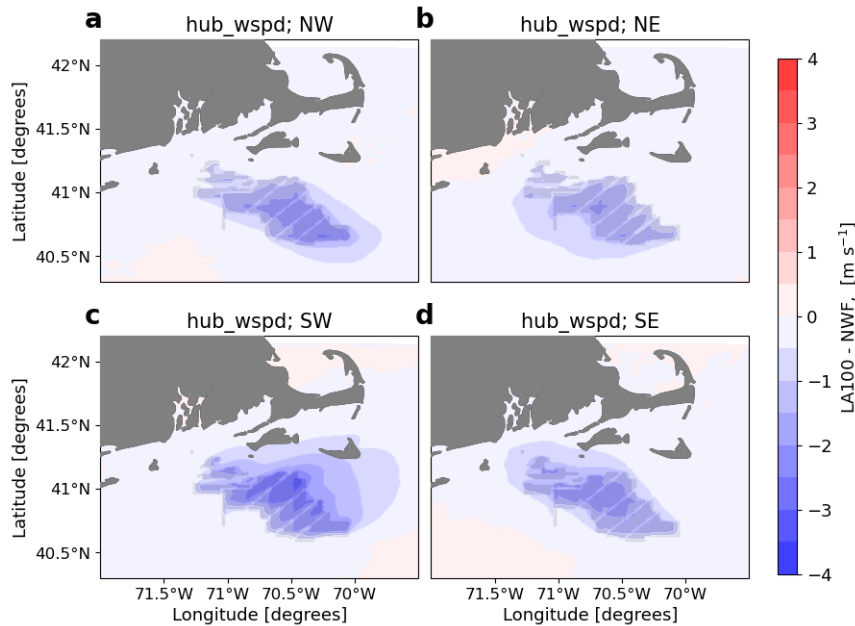 a hub_wspd; NW
b hub_wspd; NE
42°N
41.5°N
41°N
40.5°N
Latitude [degrees]
c hub_wspd; SW
d hub_wspd; SE
42°N
41.5°N
41°N
40.5°N
Latitude [degrees]
71.5°W 71°W 70.5°W 70°W
71.5°W 71°W 70.5°W 70°W
Longitude [degrees]
Longitude [degrees]
4
3
2
1
0
−1
−2
−3
−4
LA100 - NWF, [m s⁻¹]